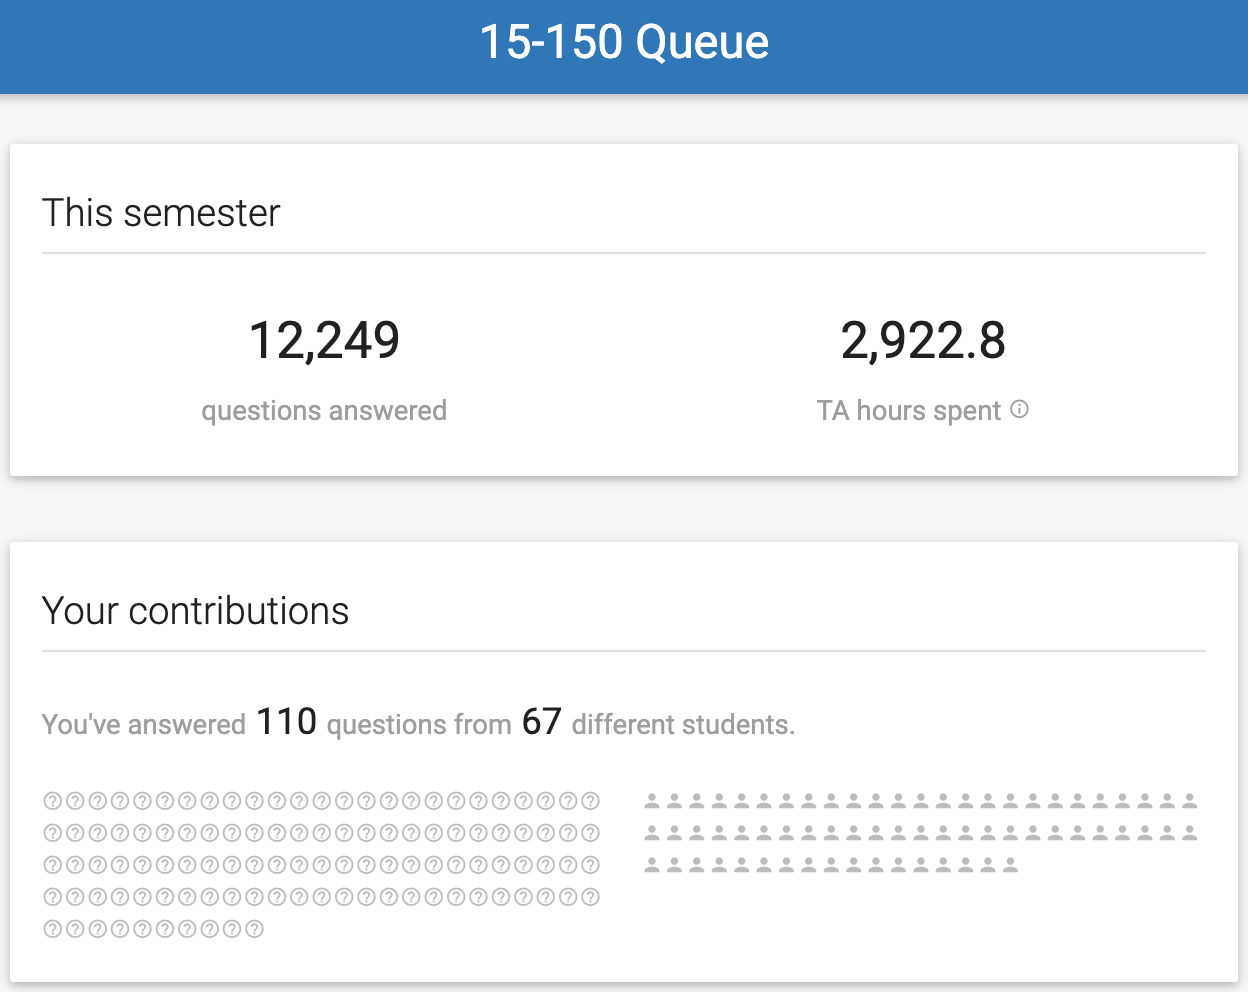 15-150 Queue
This semester
12,249
questions answered
2,922.8
TA hours spent
Your contributions
You've answered 110 questions from 67 different students.